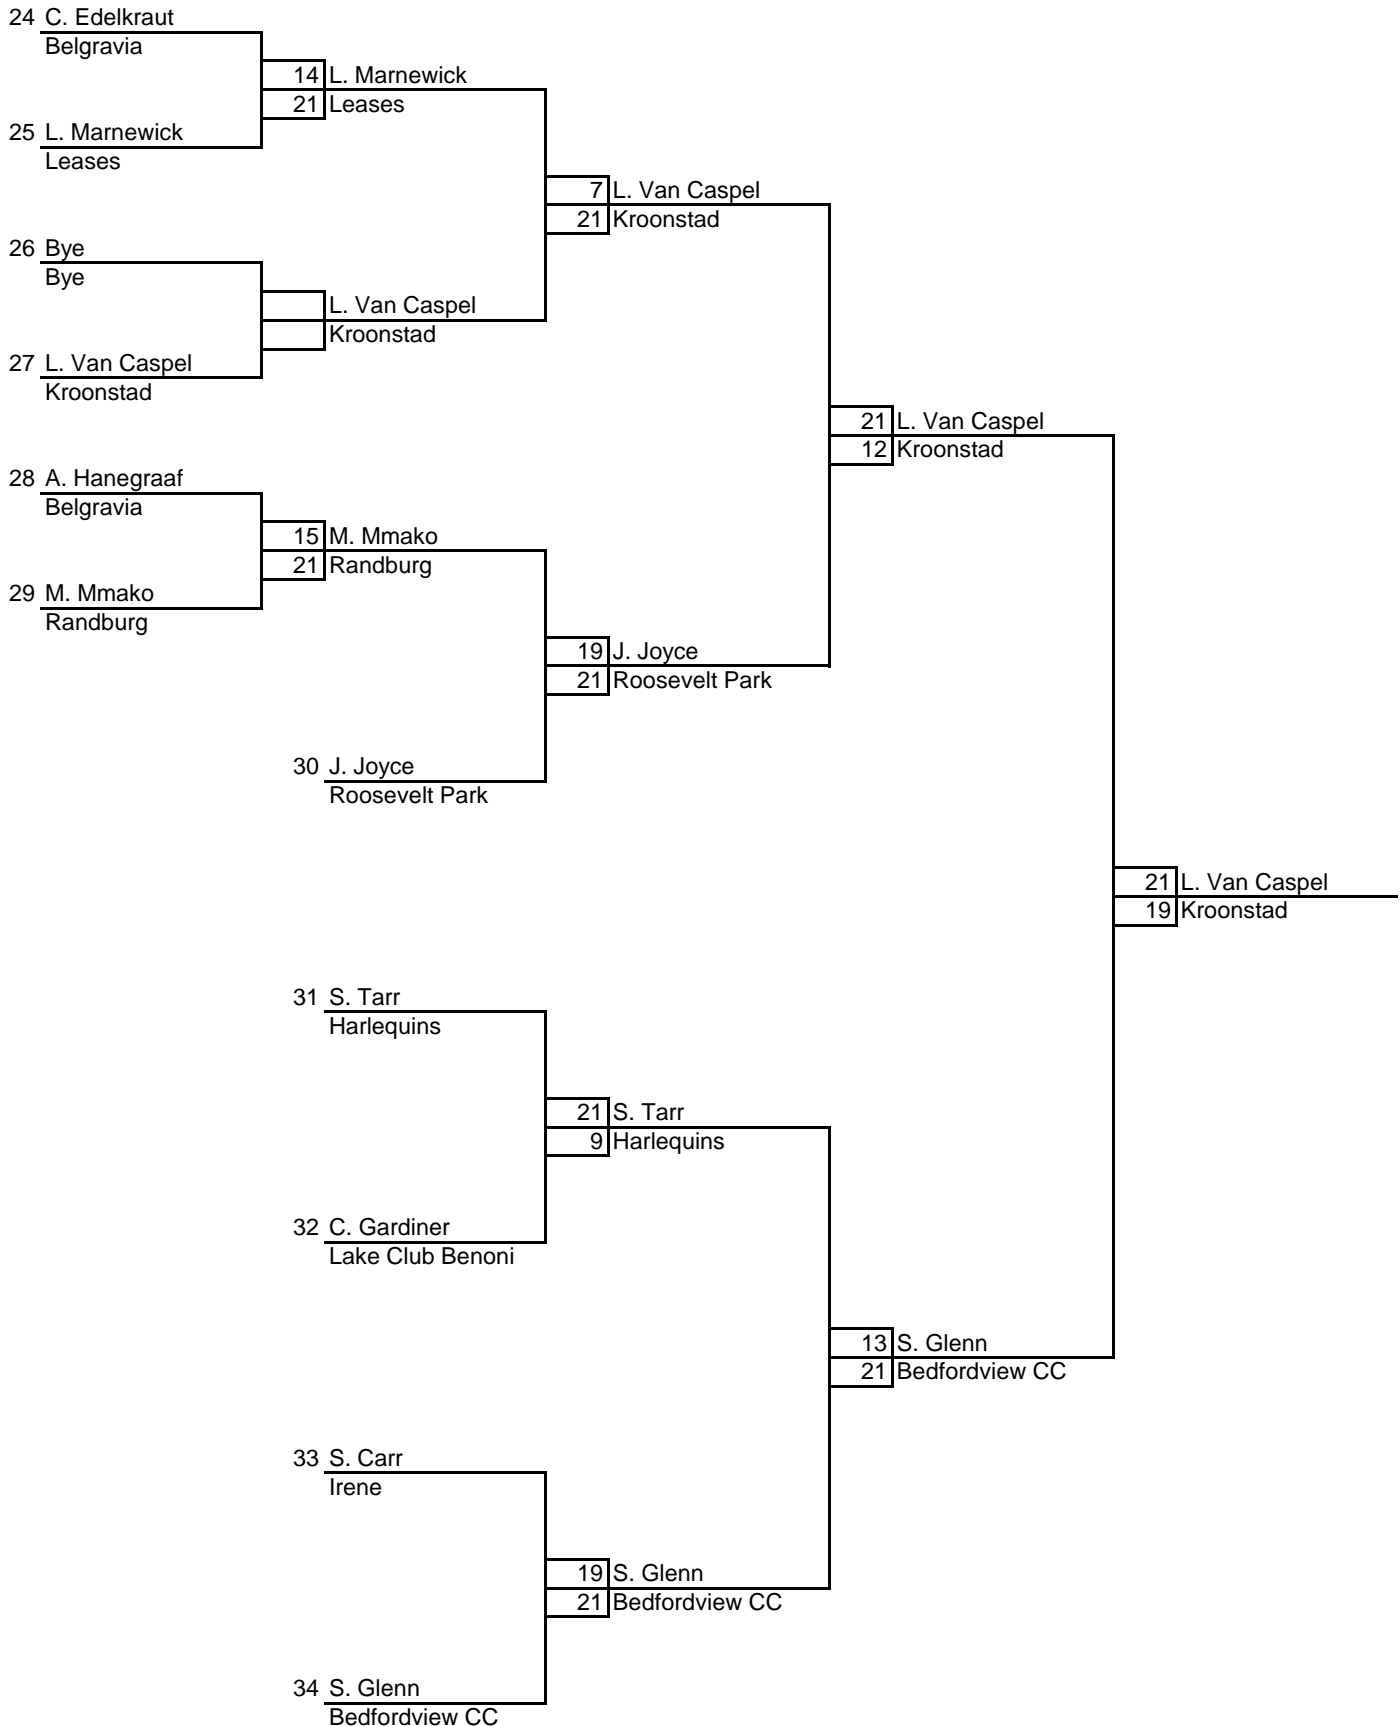 24 C. Edelkraut
Belgravia
14 L. Marnewick
21 Leases
25 L. Marnewick
Leases
7 L. Van Caspel
21 Kroonstad
26 Bye
Bye
L. Van Caspel
Kroonstad
27 L. Van Caspel
Kroonstad
21 L. Van Caspel
12 Kroonstad
28 A. Hanegraaf
Belgravia
15 M. Mmako
21 Randburg
29 M. Mmako
Randburg
19 J. Joyce
21 Roosevelt Park
30 J. Joyce
Roosevelt Park
21 L. Van Caspel
19 Kroonstad
31 S. Tarr
Harlequins
21 S. Tarr
9 Harlequins
32 C. Gardiner
Lake Club Benoni
13 S. Glenn
21 Bedfordview CC
33 S. Carr
Irene
19 S. Glenn
21 Bedfordview CC
34 S. Glenn
Bedfordview CC